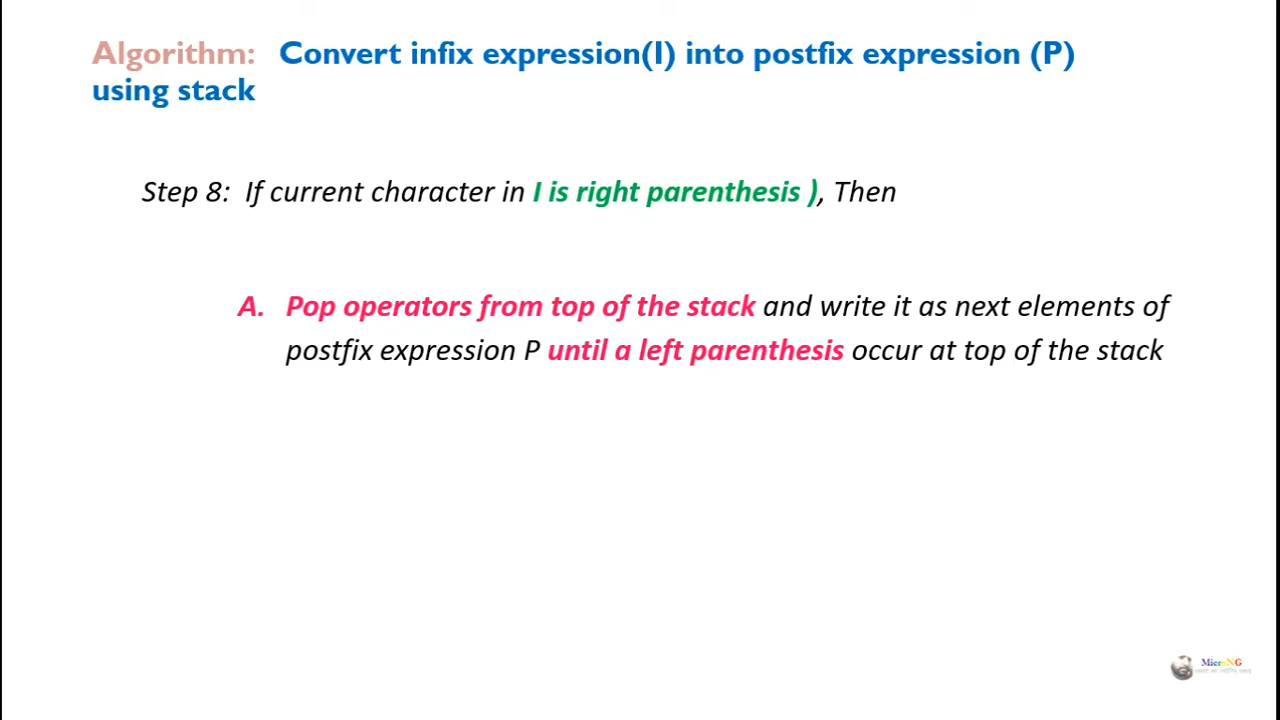 Algorithm: Convert infix expression(I) into postfix expression (P)
using stack
Step 8: If current character in I is right parenthesis ), Then
A. Pop operators from top of the stack and write it as next elements of
postfix expression P until a left parenthesis occur at top of the stack
MicroNG